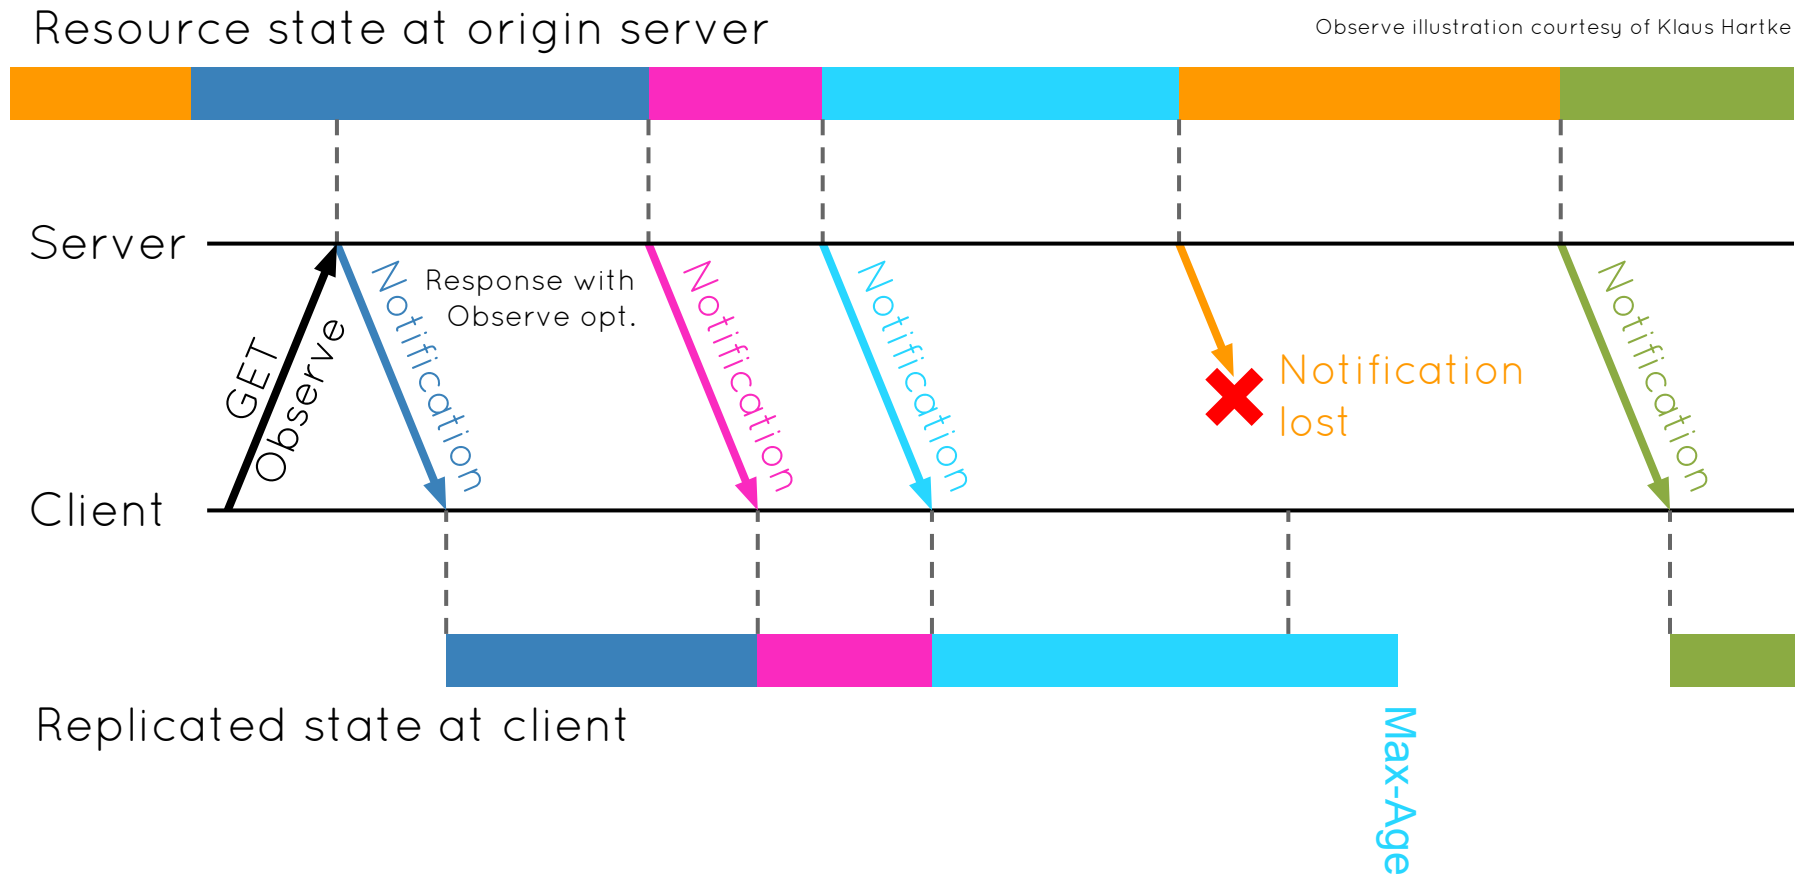 Resource state at origin server
Observe illustration courtesy of Klaus Hartke
Server
GET
Observe
Notification
Response with
Observe opt.
Notification
Notification
Notification
lost
Notification
Client
Replicated state at client
Max-Age